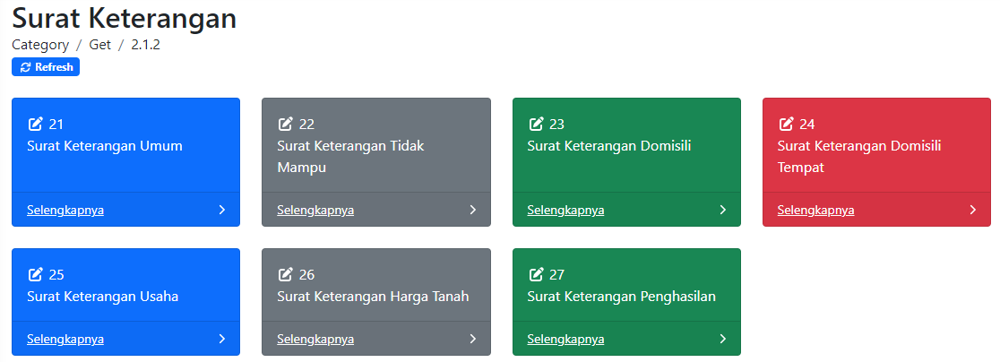 Surat Keterangan
Category / Get / 2.1.2
Refresh
21
Surat Keterangan Umum
Selengkapnya
22
Surat Keterangan Tidak
Mampu
Selengkapnya
23
Surat Keterangan Domisili
Selengkapnya
24
Surat Keterangan Domisili
Tempat
Selengkapnya
25
Surat Keterangan Usaha
Selengkapnya
26
Surat Keterangan Harga Tanah
Selengkapnya
27
Surat Keterangan Penghasilan
Selengkapnya